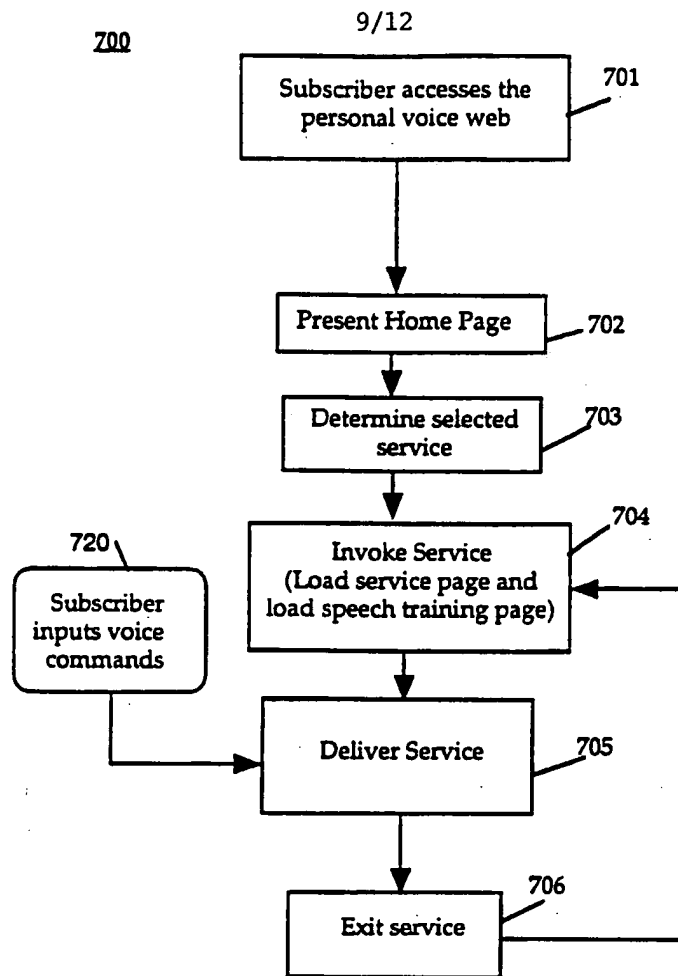 9/12
700
Subscriber accesses the
personal voice web
701
Present Home Page
702
Determine selected
service
703
704
Invoke Service
(Load service page and
load speech training page)
720
Subscriber
inputs voice
commands
Deliver Service
705
706
Exit service